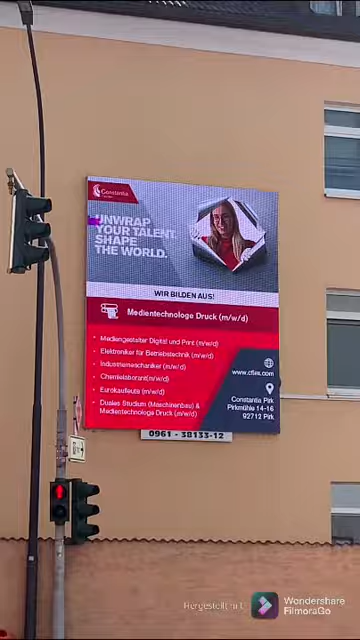 Constantia
UNWRAP
YOUR TALENT.
SHAPE
THE WORLD.
WIR BILDEN AUS!
Medientechnologe Druck (m/w/d)
Mediengestalter Digital und Print (m/w/d)
Elektroniker für Betriebstechnik (m/w/d)
Industriemechaniker (m/w/d)
Chemielaborant(m/w/d)
Eurokaufleute (m/w/d)
Duales Studium (Maschinenbau) &
Medientechnologe Druck (m/w/d)
www.cflex.com
Constantia Pirk
Pirkmühle 14-16
92712 Pirk
0961 - 38133-12
Hergestellt mit
Wondershare
FilmoraGo